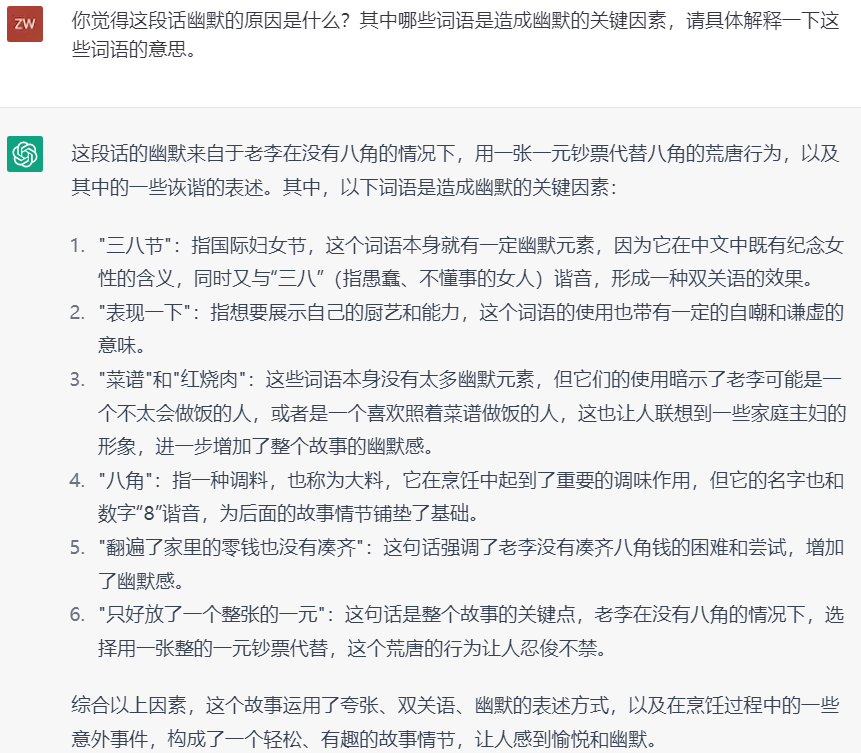 ZW
你觉得这段话幽默的原因是什么？其中哪些词语是造成幽默的关键因素，请具体解释一下这
些词语的意思。
这段话的幽默来自于老李在没有八角的情况下，用一张一元钞票代替八角的荒唐行为，以及
其中的一些诙谐的表述。其中，以下词语是造成幽默的关键因素：
1. "三八节"：指国际妇女节，这个词语本身就有一定幽默元素，因为它在中文中既有纪念女
性的含义，同时又与“三八”（指愚蠢、不懂事的女人）谐音，形成一种双关语的效果。
2. "表现一下"：指想要展示自己的厨艺和能力，这个词语的使用也带有一定的自嘲和谦虚的
意味。
3. "菜谱"和"红烧肉"：这些词语本身没有太多幽默元素，但它们的使用暗示了老李可能是一
个不太会做饭的人，或者是一个喜欢照着菜谱做饭的人，这也让人联想到一些家庭主妇的
形象，进一步增加了整个故事的幽默感。
4. "八角"：指一种调料，也称为大料，它在烹饪中起到了重要的调味作用，但它的名字也和
数字“8”谐音，为后面的故事情节铺垫了基础。
5. "翻遍了家里的零钱也没有凑齐"：这句话强调了老李没有凑齐八角钱的困难和尝试，增加
了幽默感。
6. "只好放了一个整张的一元"：这句话是整个故事的关键点，老李在没有八角的情况下，选
择用一张整的一元钞票代替，这个荒唐的行为让人忍俊不禁。
综合以上因素，这个故事运用了夸张、双关语、幽默的表述方式，以及在烹饪过程中的一些
意外事件，构成了一个轻松、有趣的故事情节，让人感到愉悦和幽默。